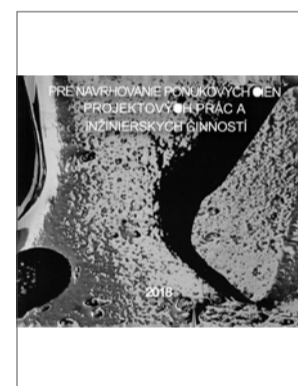 PRE NAVRHOVANIE PONUKOVÝCH CIEN
PROJEKTOVÝCH PRÁC A
INŽINIERSKYCH ČINNOSTÍ
2018